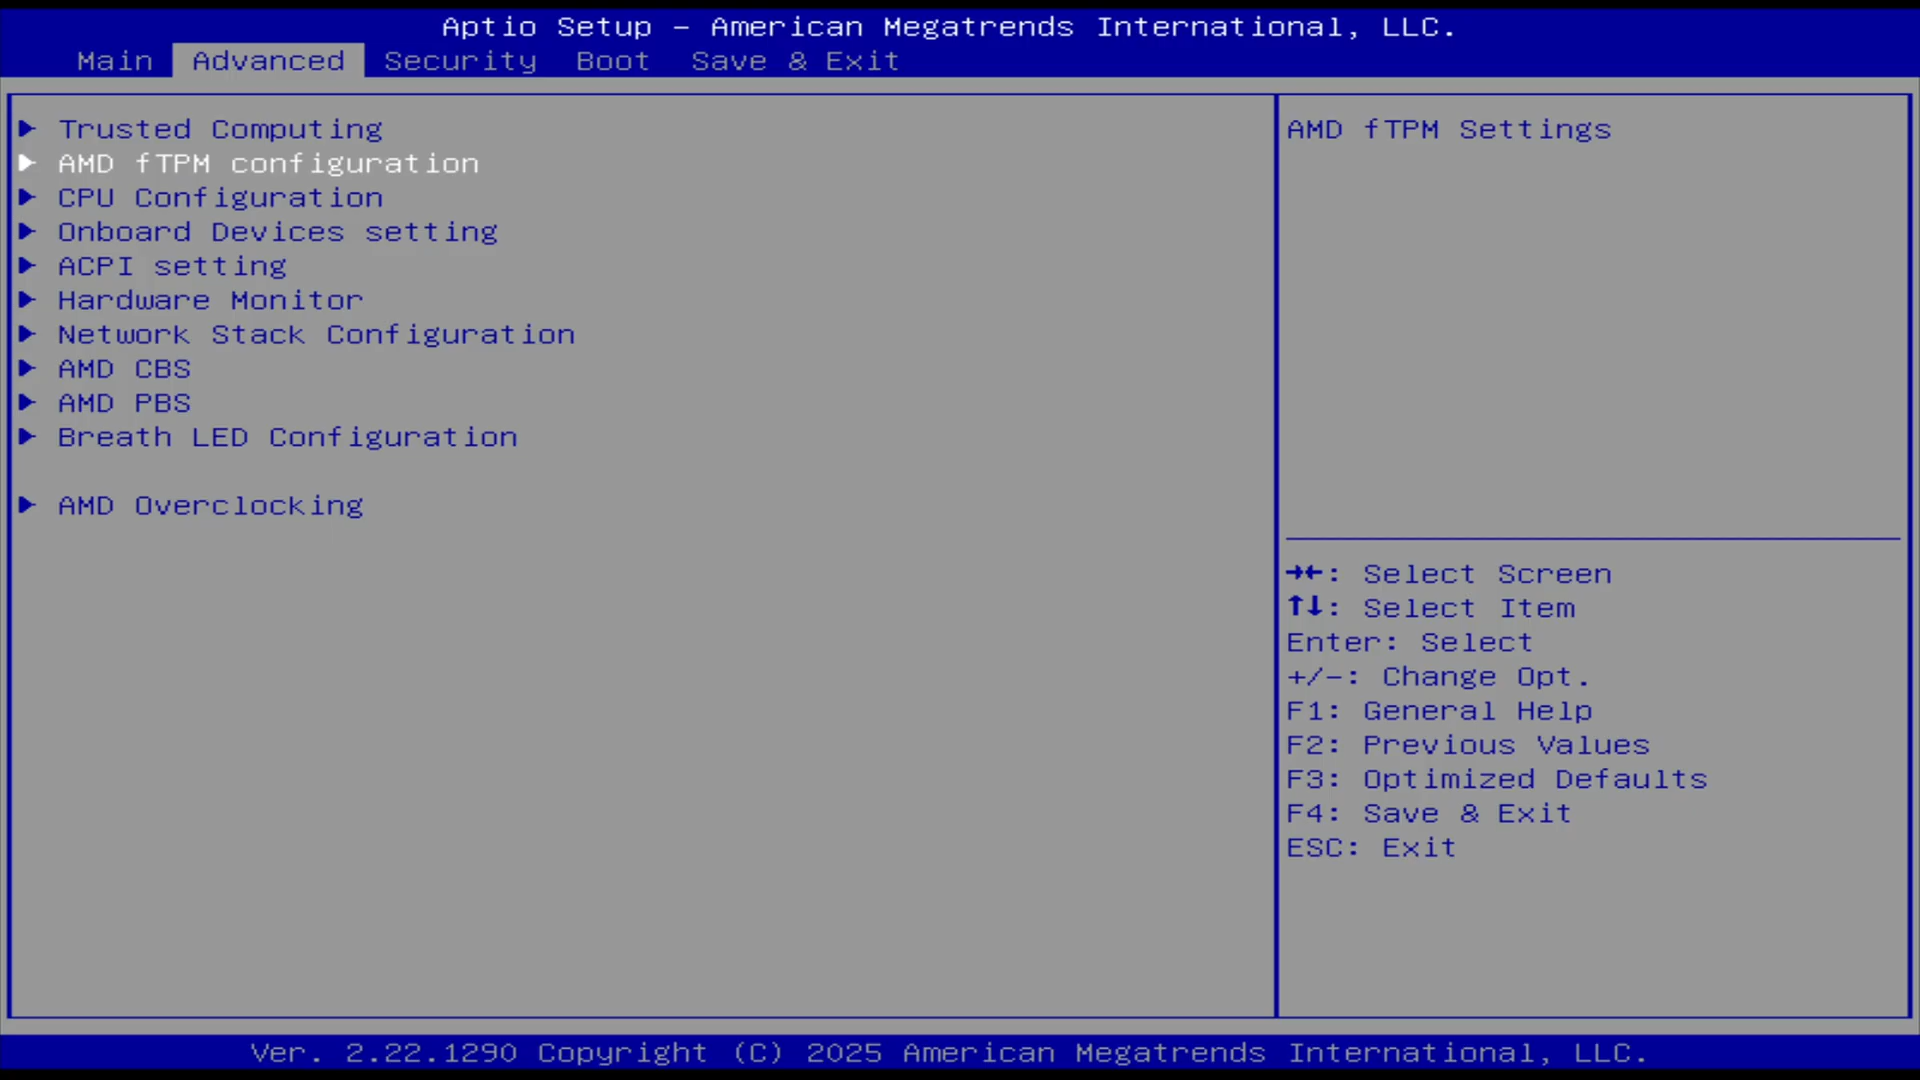 Aptio Setup – American Megatrends International, LLC.
Main Advanced Security Boot Save & Exit
▶ Trusted Computing
▶ AMD fTPM configuration
▶ CPU Configuration
▶ Onboard Devices setting
▶ ACPI setting
▶ Hardware Monitor
▶ Network Stack Configuration
▶ AMD CBS
▶ AMD PBS
▶ Breath LED Configuration
▶ AMD Overclocking
AMD fTPM Settings
→←: Select Screen
↑↓: Select Item
Enter: Select
+/-: Change Opt.
F1: General Help
F2: Previous Values
F3: Optimized Defaults
F4: Save & Exit
ESC: Exit
Ver. 2.22.1290 Copyright (C) 2025 American Megatrends International, LLC.